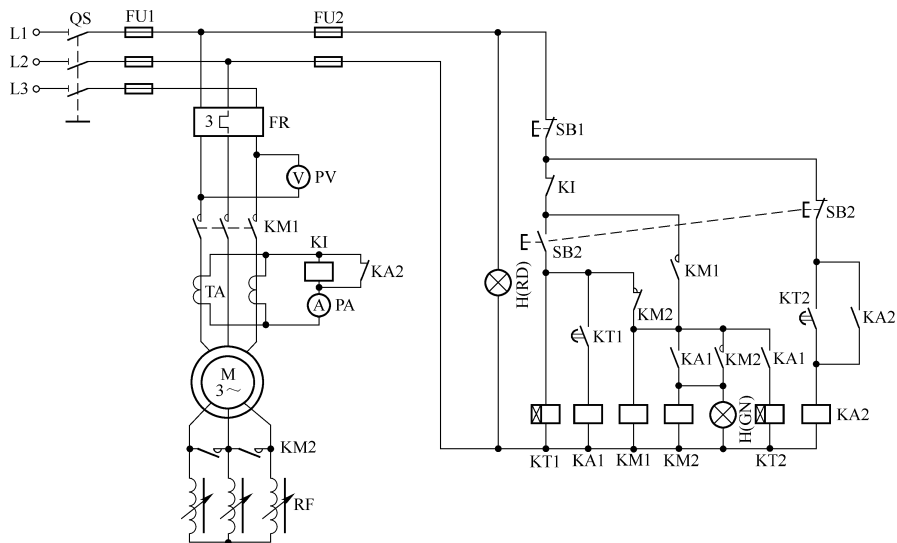 QS FU1 FU2
L1
L2
L3
3 FR
V PV
SB1
KI
SB2
KM1
KI
SB2
KM1
TA KA2
A PA
H(RD)
KM2
KT2
KA2
KT1
KA1 KM2 KA1
M
3～
H(GN)
KA2
KM2
KT1 KA1 KM1 KM2 KT2
RF